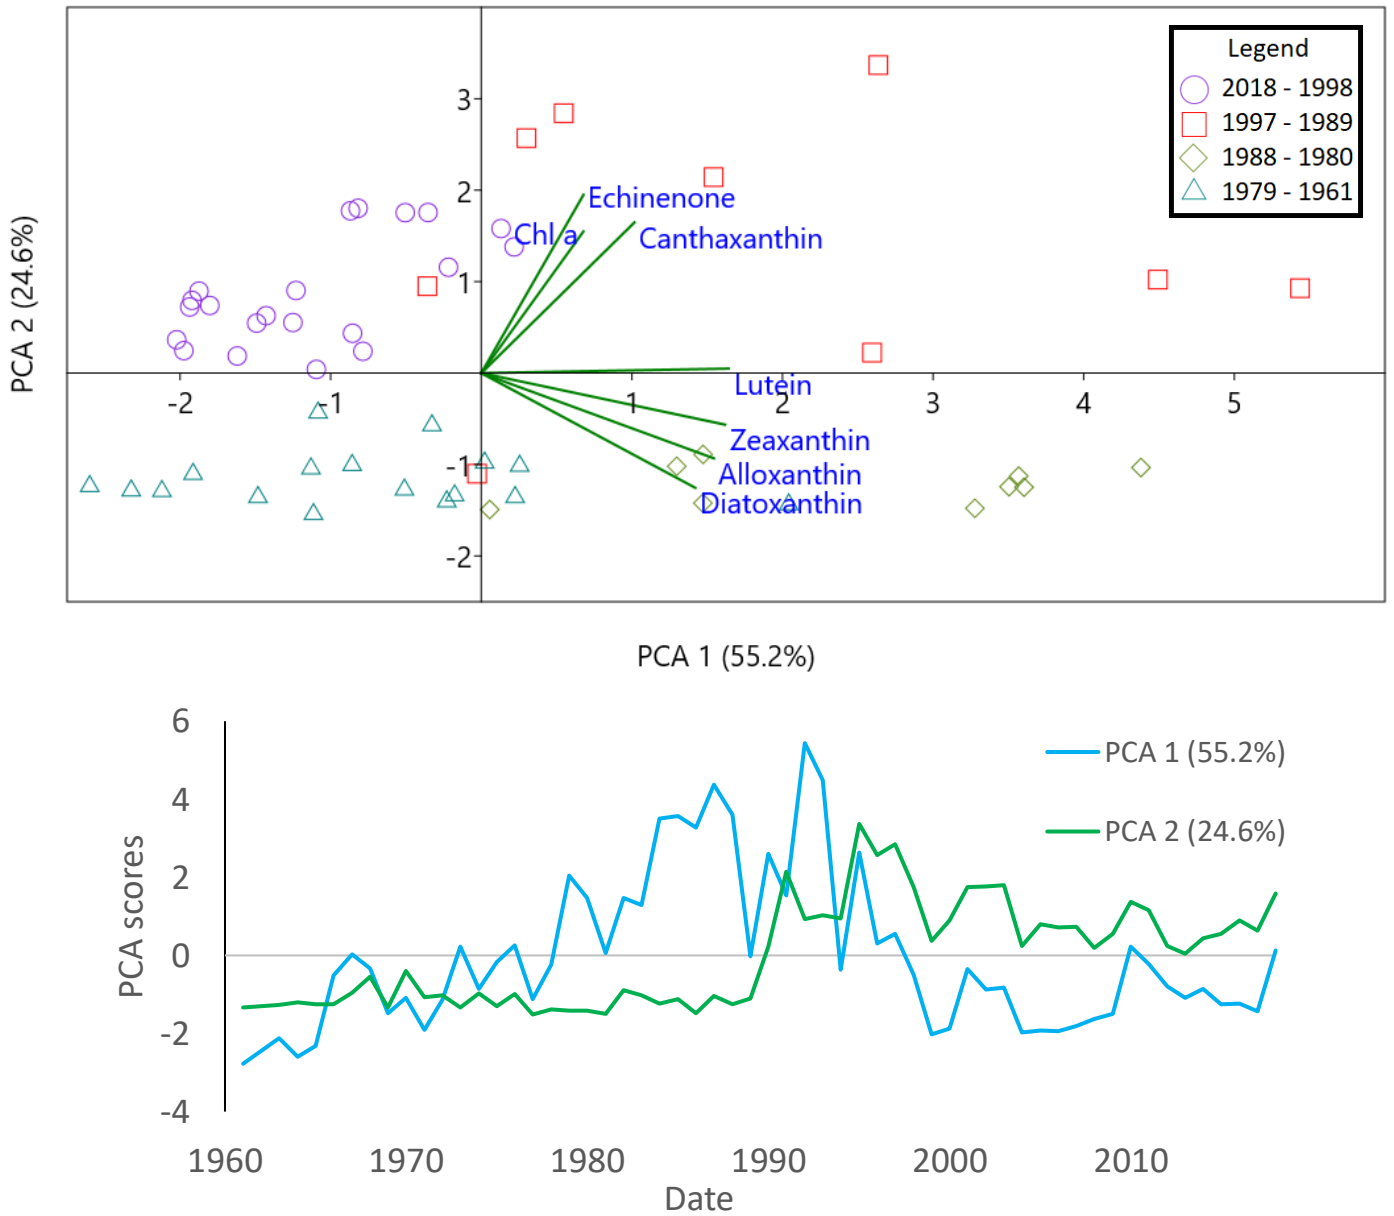 Legend
2018 - 1998
1997 - 1989
1988 - 1980
1979 - 1961
PCA 2 (24.6%)
3
2
1
-1
-2
-2
-1
1
2
3
4
5
Echinenone
Chl a
Canthaxanthin
Lutein
Zeaxanthin
Alloxanthin
Diatoxanthin
PCA 1 (55.2%)
PCA scores
6
4
2
0
-2
-4
PCA 1 (55.2%)
PCA 2 (24.6%)
1960
1970
1980
1990
2000
2010
Date